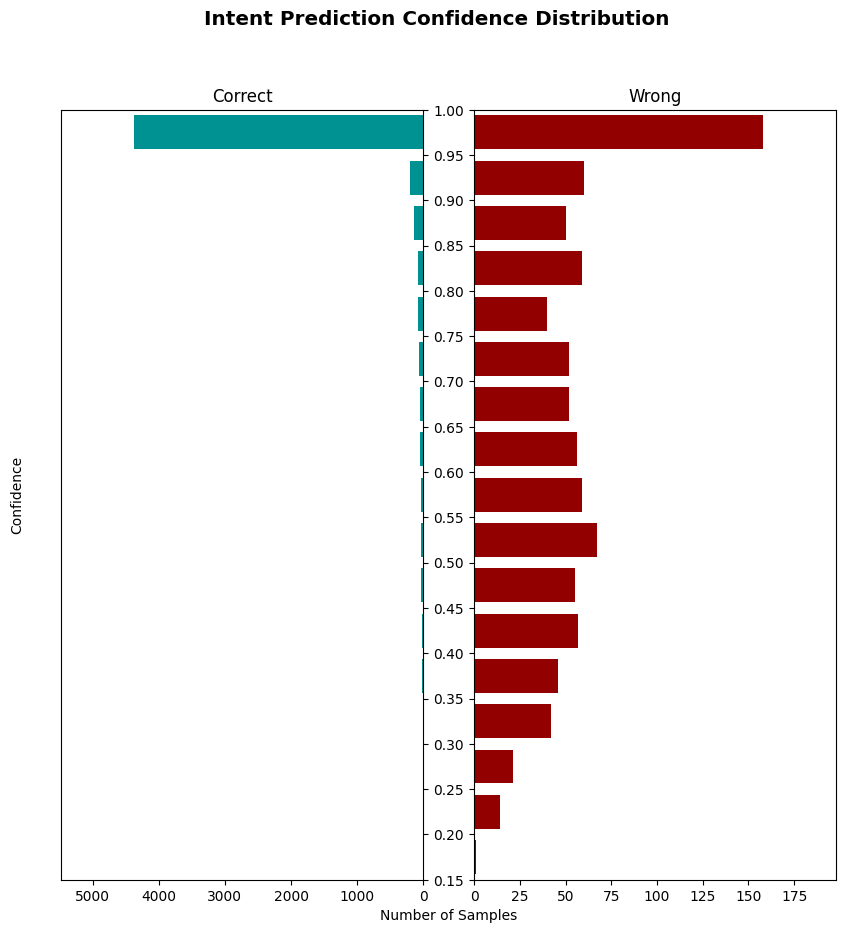 Intent Prediction Confidence Distribution
Correct
Wrong
1.00
0.95
0.90
0.85
0.80
0.75
0.70
0.65
0.60
0.55
0.50
0.45
0.40
0.35
0.30
0.25
0.20
0.15
Confidence
5000 4000 3000 2000 1000 0
0 25 50 75 100 125 150 175
Number of Samples